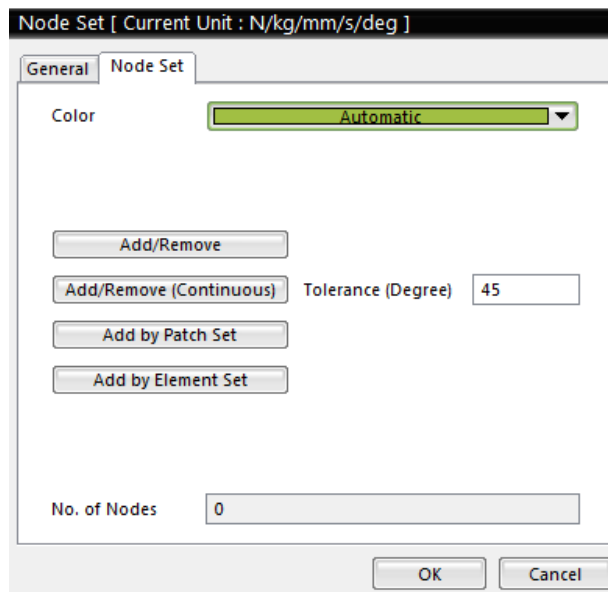 Node Set [ Current Unit : N/kg/mm/s/deg ]
General Node Set
Color Automatic
Add/Remove
Add/Remove (Continuous) Tolerance (Degree) 45
Add by Patch Set
Add by Element Set
No. of Nodes 0
OK Cancel